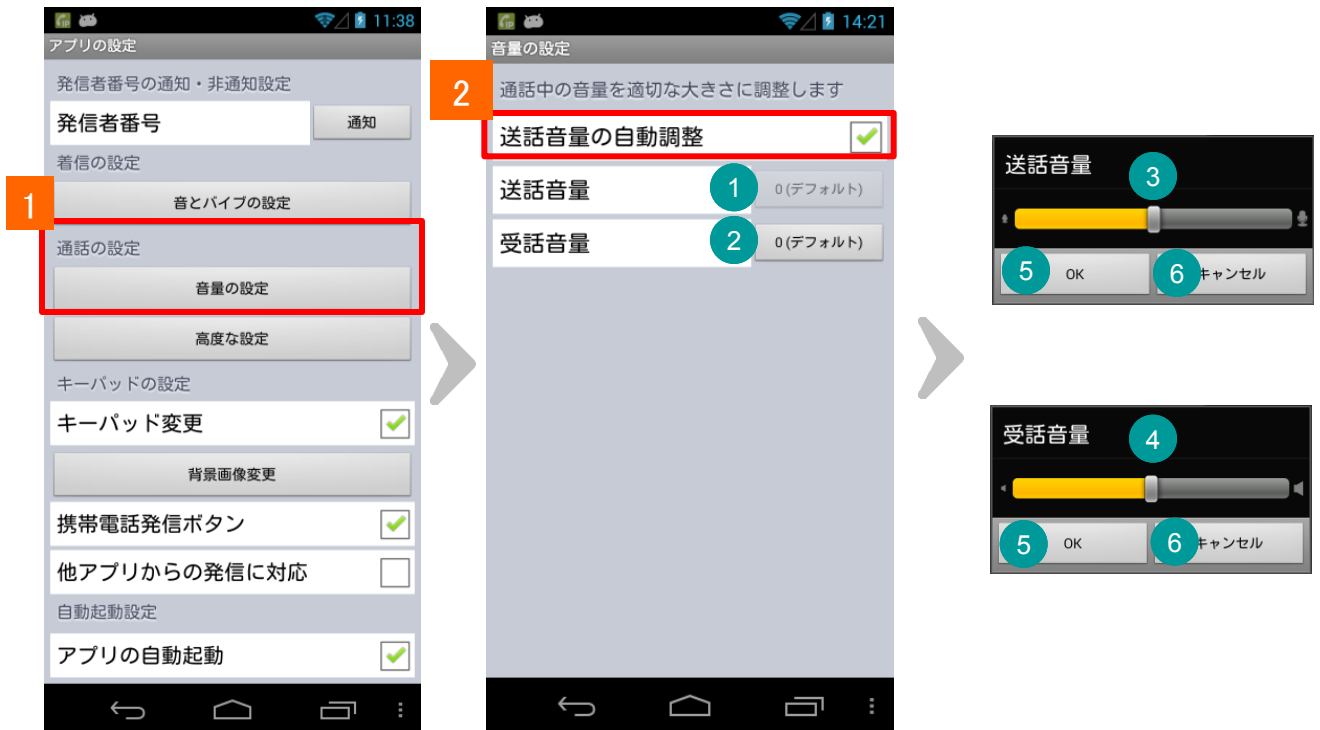 11:38
アプリの設定
発信者番号の通知・非通知設定
発信者番号
通知
着信の設定
音とバイブの設定
1
通話の設定
音量の設定
高度な設定
キーパッドの設定
キーパッド変更
背景画像変更
携帯電話発信ボタン
他アプリからの発信に対応
自動起動設定
アプリの自動起動
14:21
音量の設定
2
通話中の音量を適切な大きさに調整します
送話音量の自動調整
送話音量
1
0(デフォルト)
受話音量
2
0(デフォルト)
送話音量
3
5
OK
6
キャンセル
受話音量
4
5
OK
6
キャンセル